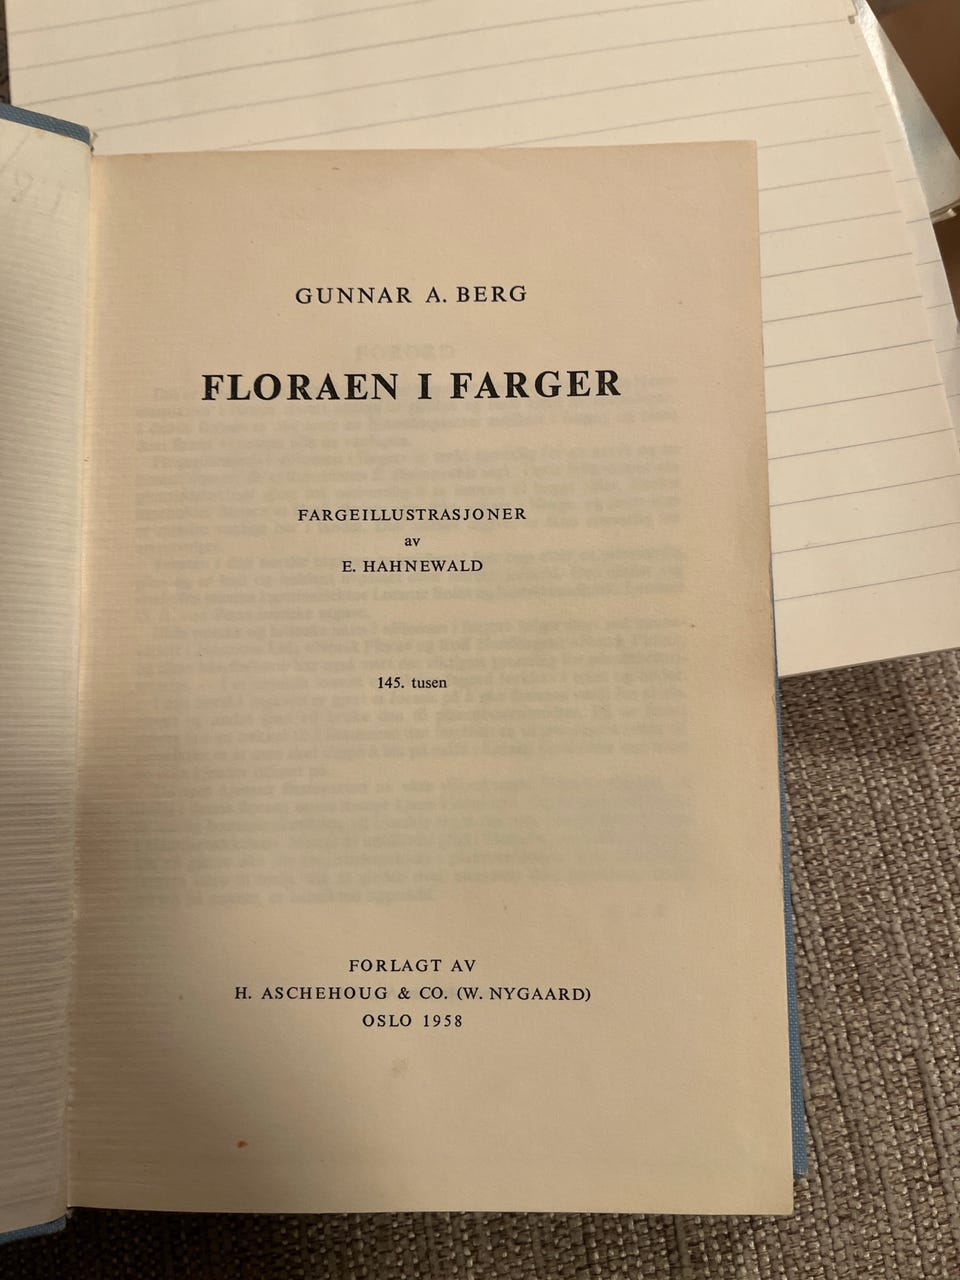 GUNNAR A. BERG
FLORAEN I FARGER
FARGEILLUSTRASJONER
av
E. HAHNEWALD
145. tusen
FORLAGT AV
H. ASCHEHOUG & CO. (W. NYGAARD)
OSLO 1958